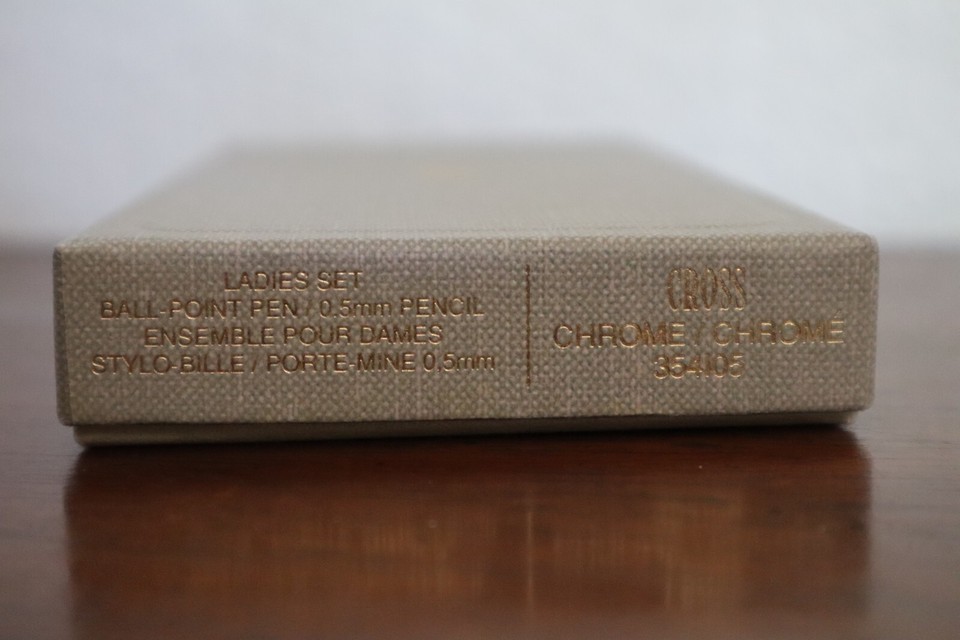 LADIES SET
BALL-POINT PEN / 0.5mm PENCIL
ENSEMBLE POUR DAMES
STYLO-BILLE / PORTE-MINE 0.5mm
CROSS
CHROME / CHROME
354105